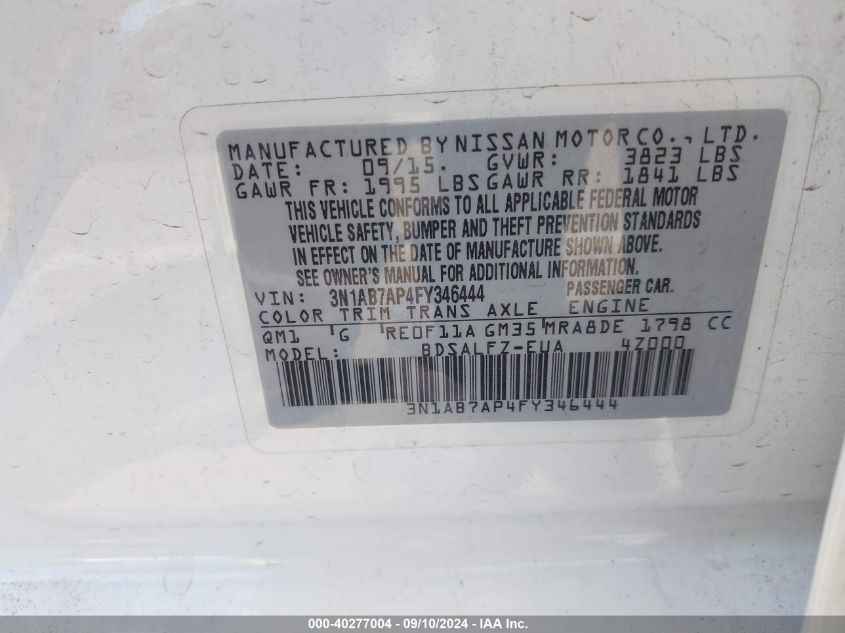 MANUFACTURED BY NISSAN MOTOR CO., LTD.
DATE: 09/15. GVWR: 3823 LBS
GAWR FR: 1995 LBS GAWR RR: 1841 LBS
THIS VEHICLE CONFORMS TO ALL APPLICABLE FEDERAL MOTOR
VEHICLE SAFETY, BUMPER AND THEFT PREVENTION STANDARDS
IN EFFECT ON THE DATE OF MANUFACTURE SHOWN ABOVE.
SEE OWNER'S MANUAL FOR ADDITIONAL INFORMATION.
VIN: 3N1AB7AP4FY346444 PASSENGER CAR.
COLOR TRIM TRANS AXLE ENGINE
QM1 G RE0F11A GM35 MRA8DE 1798 CC
MODEL: BDSALFZ-EUA 4Z000
3N1AB7AP4FY346444
000-40277004 - 09/10/2024 - IAA Inc.